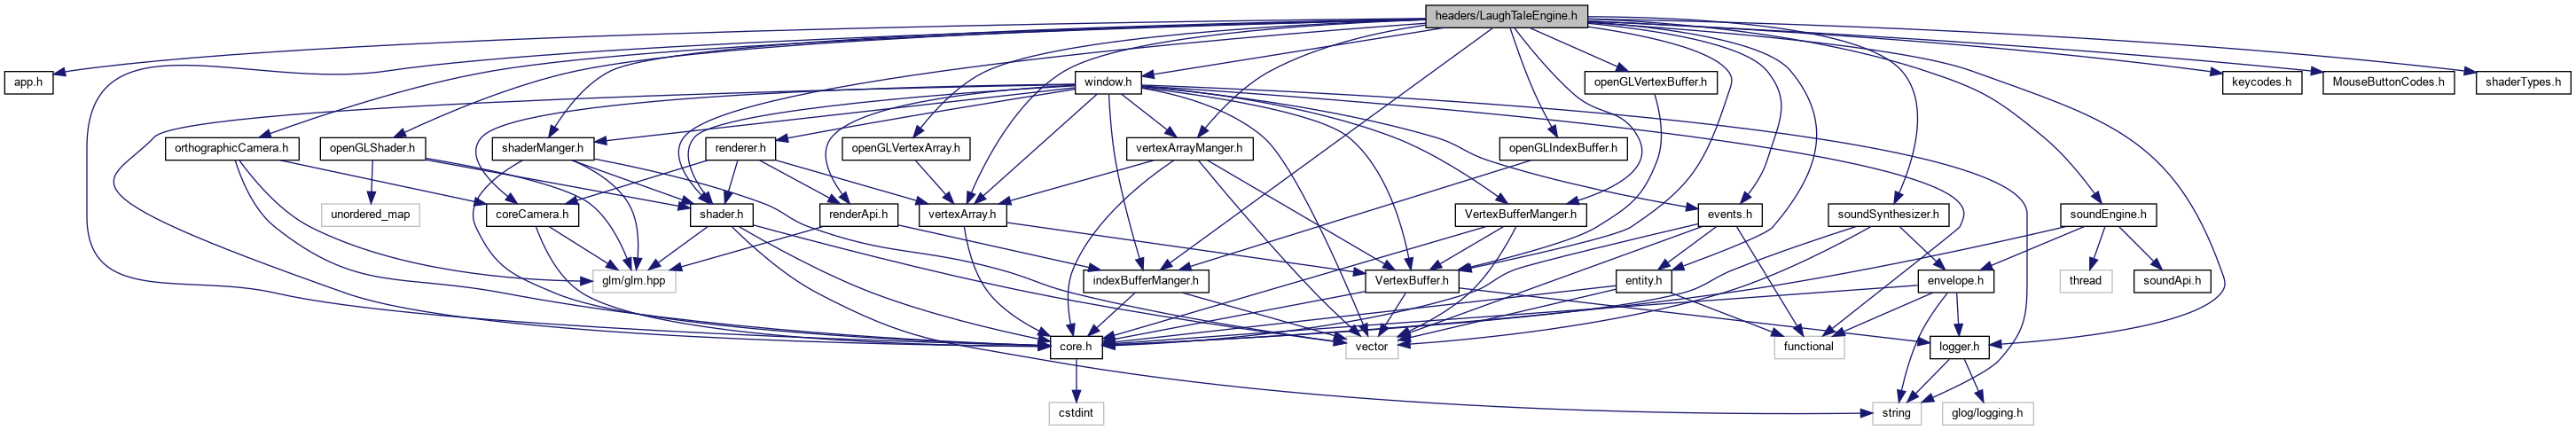 headers/LaughTaleEngine.h
app.h
window.h
openGLVertexBuffer.h
keycodes.h
MouseButtonCodes.h
shaderTypes.h
orthographicCamera.h
openGLShader.h
shaderManger.h
renderer.h
openGLVertexArray.h
vertexArrayManger.h
openGLIndexBuffer.h
unordered_map
coreCamera.h
shader.h
renderApi.h
vertexArray.h
VertexBufferManger.h
events.h
soundSynthesizer.h
soundEngine.h
glm/glm.hpp
indexBufferManger.h
VertexBuffer.h
entity.h
envelope.h
thread
soundApi.h
core.h
vector
functional
logger.h
cstdint
string
glog/logging.h